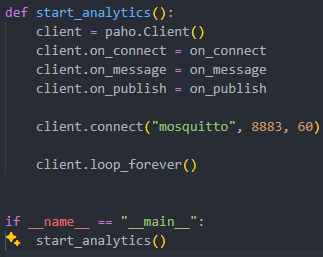 def start_analytics():
    client = paho.Client()
    client.on_connect = on_connect
    client.on_message = on_message
    client.on_publish = on_publish

    client.connect("mosquitto", 8883, 60)

    client.loop_forever()


if __name__ == "__main__":
    start_analytics()